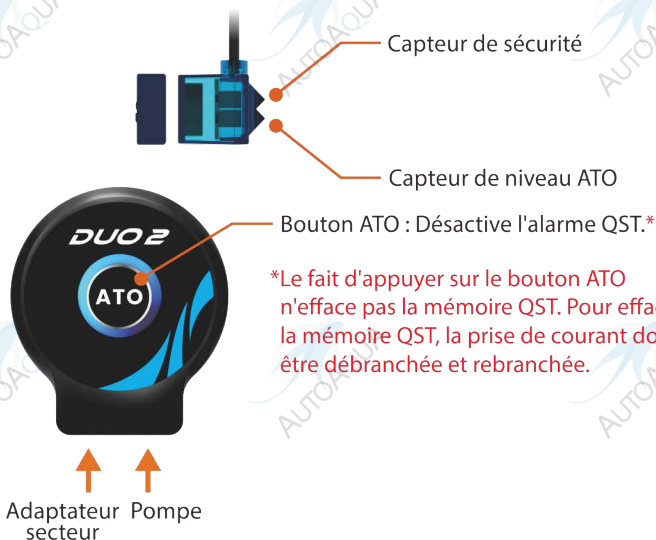 Capteur de sécurité
Capteur de niveau ATO
DUO 2
ATO
Bouton ATO : Désactive l'alarme QST.*
*Le fait d'appuyer sur le bouton ATO
n'efface pas la mémoire QST. Pour effac
la mémoire QST, la prise de courant do
être débranchée et rebranchée.
Adaptateur
secteur
Pompe